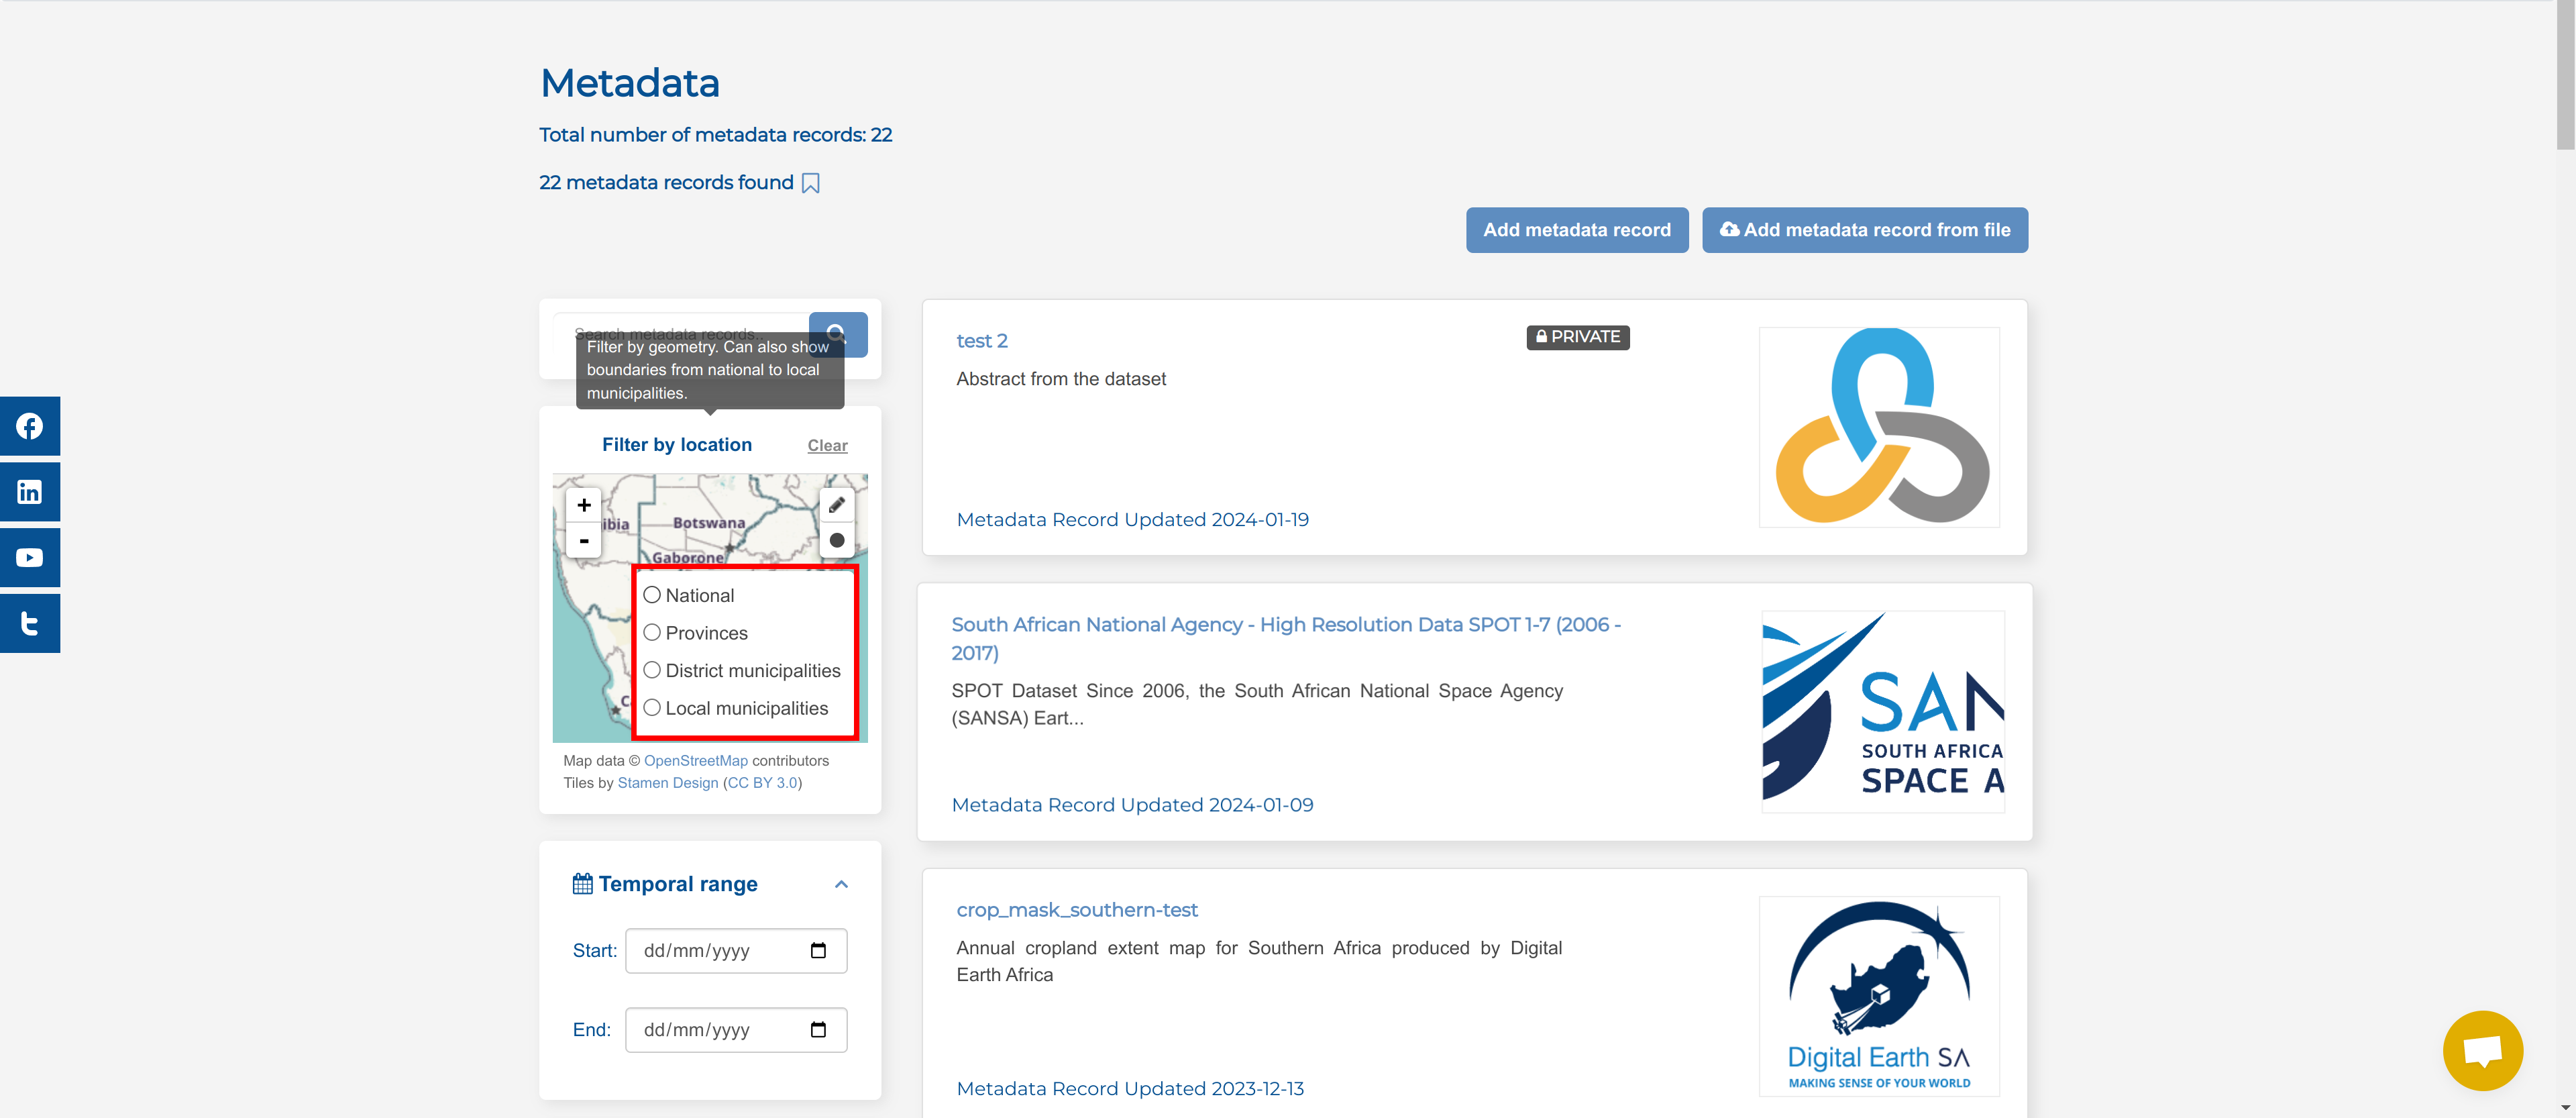 Metadata
Total number of metadata records: 22
22 metadata records found
Add metadata record
Add metadata record from file
Search metadata records..
Filter by geometry. Can also show
boundaries from national to local
municipalities.
Filter by location
Clear
+
-
ibia
Botswana
Gaborone
National
Provinces
District municipalities
Local municipalities
C
Map data © OpenStreetMap contributors
Tiles by Stamen Design (CC BY 3.0)
Temporal range
Start:
dd/mm/yyyy
End:
dd/mm/yyyy
test 2
PRIVATE
Abstract from the dataset
Metadata Record Updated 2024-01-19
South African National Agency - High Resolution Data SPOT 1-7 (2006 -
2017)
SPOT Dataset Since 2006, the South African National Space Agency
(SANSA) Eart...
Metadata Record Updated 2024-01-09
SAN
SOUTH AFRICA
SPACE A
crop_mask_southern-test
Annual cropland extent map for Southern Africa produced by Digital
Earth Africa
Metadata Record Updated 2023-12-13
Digital Earth SA
MAKING SENSE OF YOUR WORLD